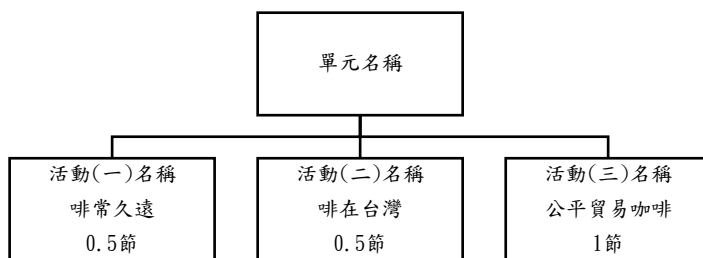 單元名稱
活動(一)名稱
啡常久遠
0.5節
活動(二)名稱
啡在台灣
0.5節
活動(三)名稱
公平貿易咖啡
1節